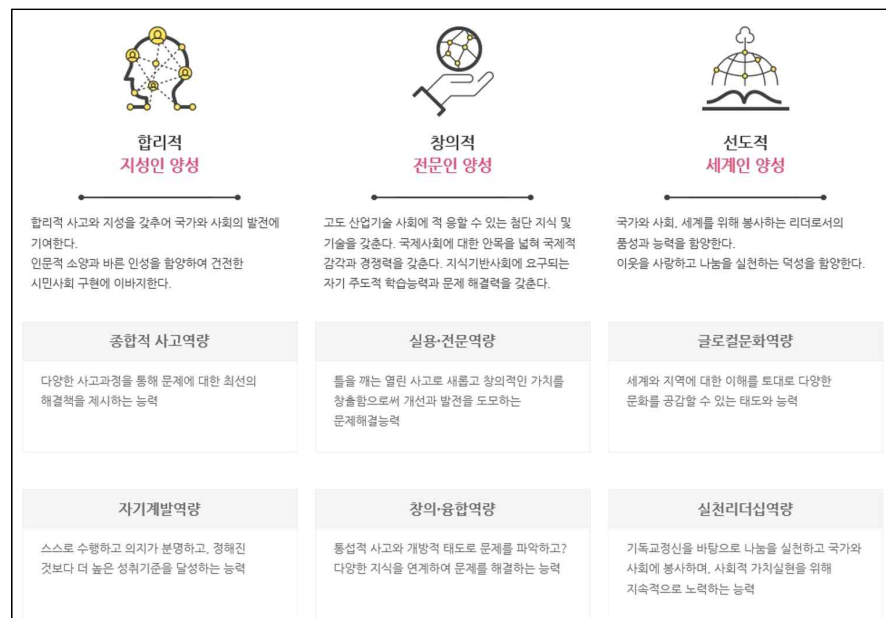 합리적
지성인 양성
합리적 사고와 지성을 갖추어 국가와 사회의 발전에
기여한다.
인문적 소양과 바른 인성을 함양하여 건전한
시민사회 구현에 이바지한다.
창의적
전문인 양성
고도 산업기술 사회에 적 응할 수 있는 첨단 지식 및
기술을 갖춘다. 국제사회에 대한 안목을 넓혀 국제적
감각과 경쟁력을 갖춘다. 지식기반사회에 요구되는
자기 주도적 학습능력과 문제 해결력을 갖춘다.
선도적
세계인 양성
국가와 사회, 세계를 위해 봉사하는 리더로서의
품성과 능력을 함양한다.
이웃을 사랑하고 나눔을 실천하는 덕성을 함양한다.
종합적 사고역량
다양한 사고과정을 통해 문제에 대한 최선의
해결책을 제시하는 능력
실용·전문역량
틀을 깨는 열린 사고로 새롭고 창의적인 가치를
창출함으로써 개선과 발전을 도모하는
문제해결능력
글로컬문화역량
세계와 지역에 대한 이해를 토대로 다양한
문화를 공감할 수 있는 태도와 능력
자기계발역량
스스로 수행하고 의지가 분명하고, 정해진
것보다 더 높은 성취기준을 달성하는 능력
창의·융합역량
통섭적 사고와 개방적 태도로 문제를 파악하고?
다양한 지식을 연계하여 문제를 해결하는 능력
실천리더십역량
기독교정신을 바탕으로 나눔을 실천하고 국가와
사회에 봉사하며, 사회적 가치실현을 위해
지속적으로 노력하는 능력